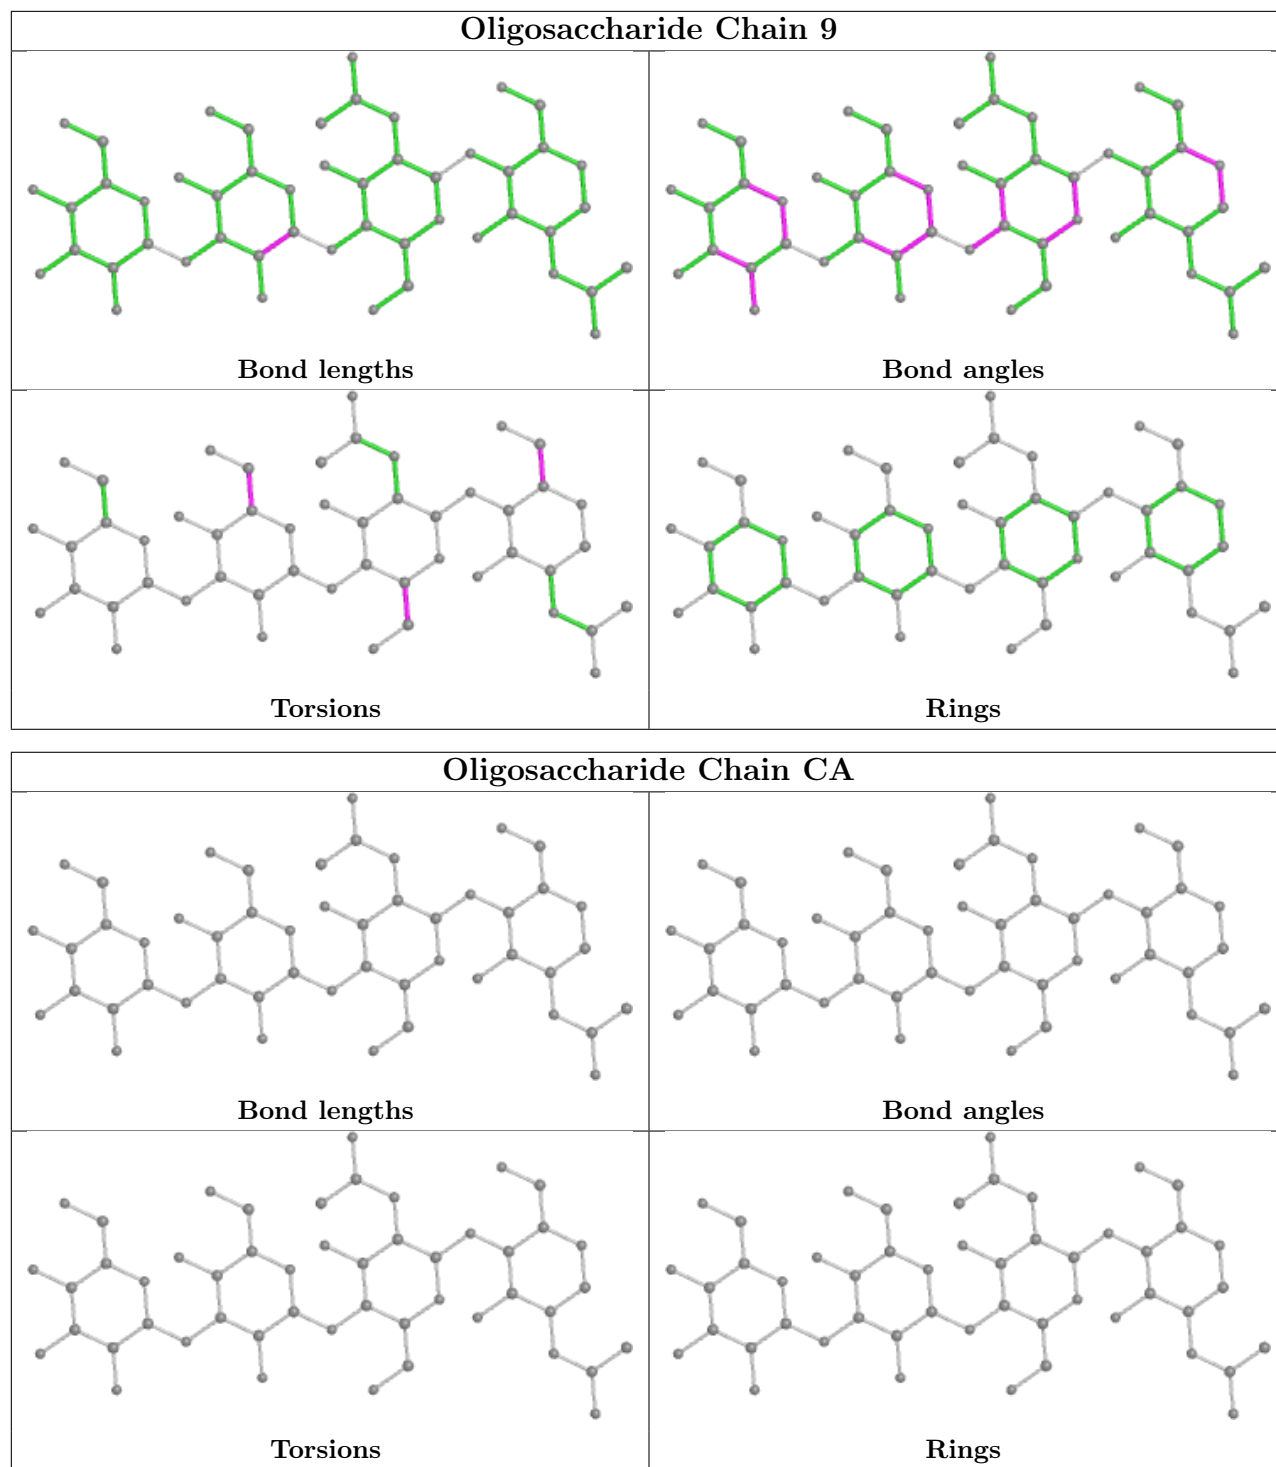 Oligosaccharide Chain 9
Bond lengths
Bond angles
Torsions
Rings
Oligosaccharide Chain CA
Bond lengths
Bond angles
Torsions
Rings